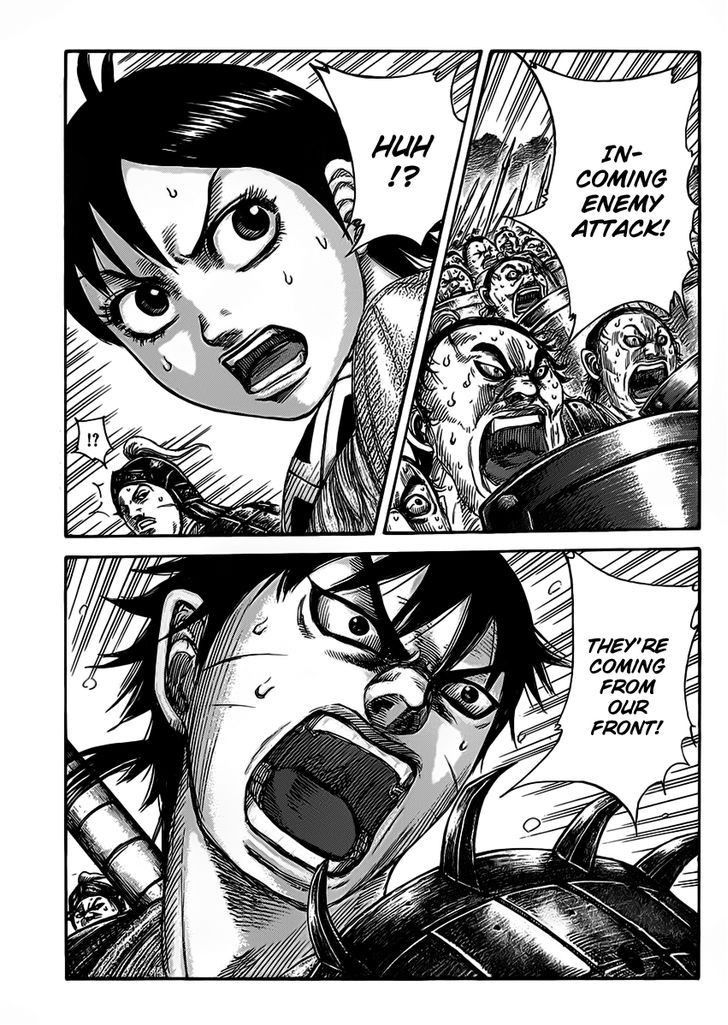 IN-
COMING
ENEMY
ATTACK!
HUH
!?
!?
THEY'RE
COMING
FROM
OUR
FRONT!